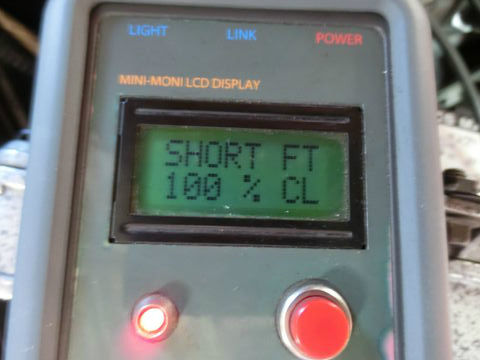 LIGHT LINK POWER
MINI-MONI LCD DISPLAY
SHORT FT
100 % CL